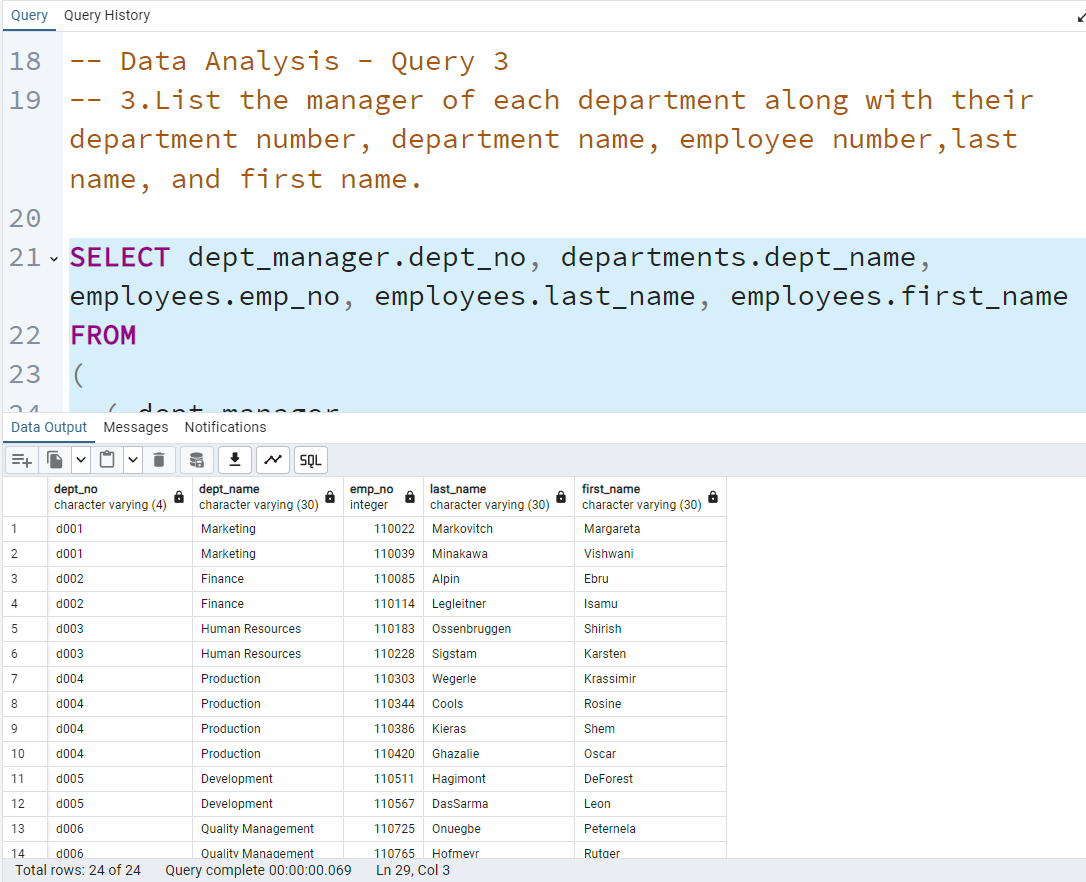 Query Query History
18 -- Data Analysis - Query 3
19 -- 3.List the manager of each department along with their
department number, department name, employee number,last
name, and first name.
20
21 SELECT dept_manager.dept_no, departments.dept_name,
employees.emp_no, employees.last_name, employees.first_name
22 FROM
23 (
24 ( dept_manager
Data Output Messages Notifications
SQL
dept_no dept_name emp_no last_name first_name
character varying (4) character varying (30) integer character varying (30) character varying (30)
1 d001 Marketing 110022 Markovitch Margareta
2 d001 Marketing 110039 Minakawa Vishwani
3 d002 Finance 110085 Alpin Ebru
4 d002 Finance 110114 Legleitner Isamu
5 d003 Human Resources 110183 Ossenbruggen Shirish
6 d003 Human Resources 110228 Sigstam Karsten
7 d004 Production 110303 Wegerle Krassimir
8 d004 Production 110344 Cools Rosine
9 d004 Production 110386 Kieras Shem
10 d004 Production 110420 Ghazalie Oscar
11 d005 Development 110511 Hagimont DeForest
12 d005 Development 110567 DasSarma Leon
13 d006 Quality Management 110725 Onuegbe Peternela
14 d006 Quality Management 110765 Hofmeyr Rutger
Total rows: 24 of 24 Query complete 00:00:00.069 Ln 29, Col 3